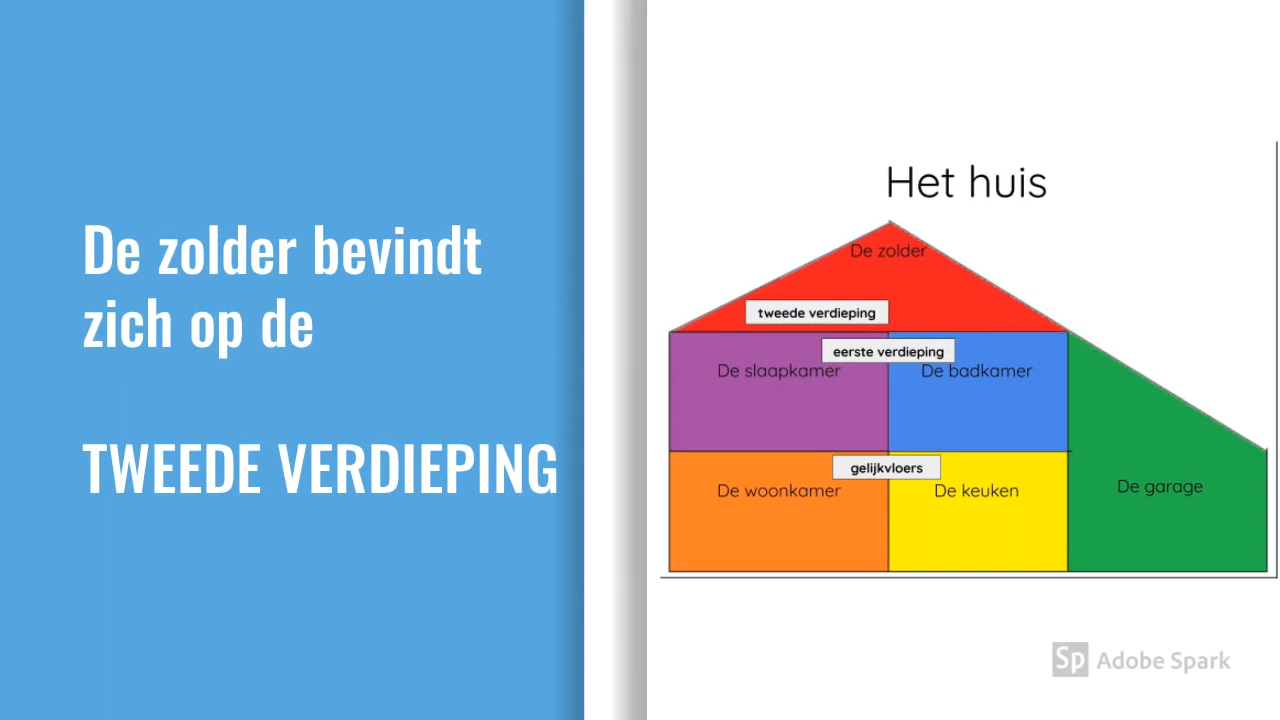 De zolder bevindt
zich op de
TWEEDE VERDIEPING
Het huis
De zolder
tweede verdieping
eerste verdieping
De slaapkamer
De badkamer
gelijkvloers
De woonkamer
De keuken
De garage
Sp Adobe Spark